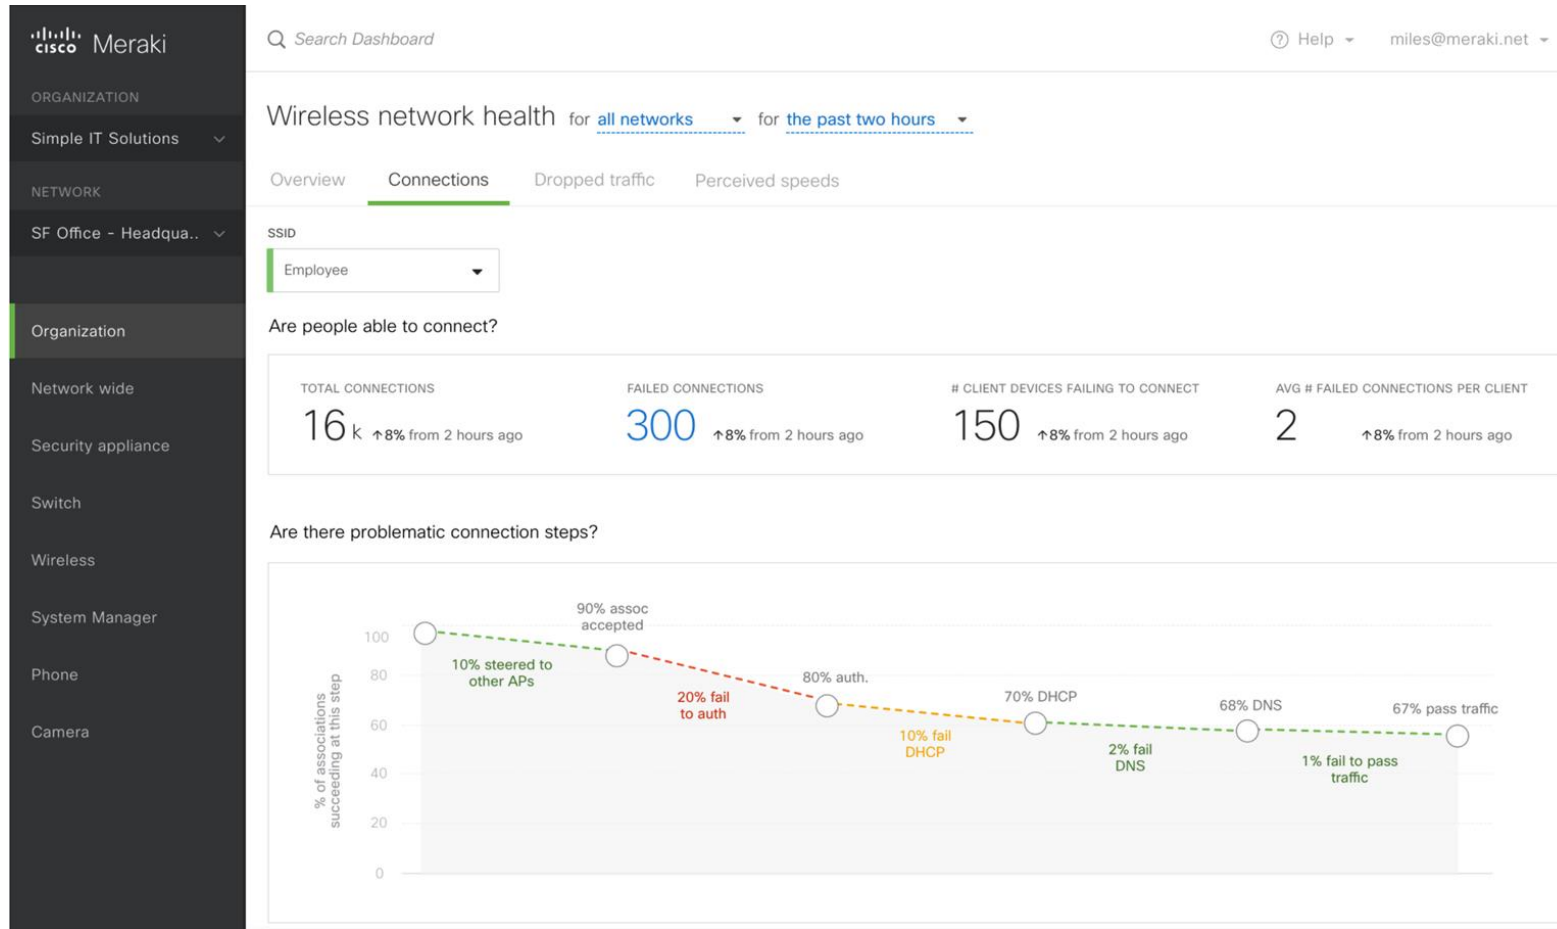 cisco Meraki
Search Dashboard
Help
miles@meraki.net
ORGANIZATION
Simple IT Solutions
NETWORK
SF Office - Headqua..
Organization
Network wide
Security appliance
Switch
Wireless
System Manager
Phone
Camera
Wireless network health for all networks for the past two hours
Overview Connections Dropped traffic Perceived speeds
SSID
Employee
Are people able to connect?
TOTAL CONNECTIONS
16 k ↑8% from 2 hours ago
FAILED CONNECTIONS
300 ↑8% from 2 hours ago
# CLIENT DEVICES FAILING TO CONNECT
150 ↑8% from 2 hours ago
AVG # FAILED CONNECTIONS PER CLIENT
2 ↑8% from 2 hours ago
Are there problematic connection steps?
% of associations
succeeding at this step
100
80
60
40
20
0
10% steered to
other APs
90% assoc
accepted
20% fail
to auth
80% auth.
10% fail
DHCP
70% DHCP
2% fail
DNS
68% DNS
1% fail to pass
traffic
67% pass traffic